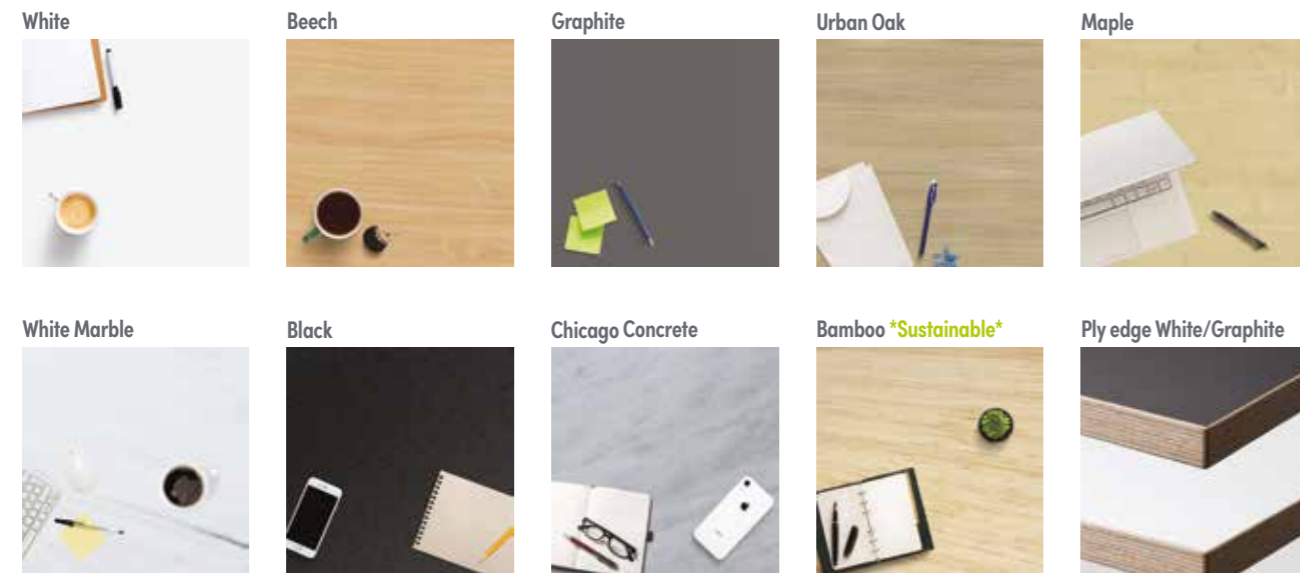 White
Beech
Graphite
Urban Oak
Maple
White Marble
Black
Chicago Concrete
Bamboo *Sustainable*
Ply edge White/Graphite